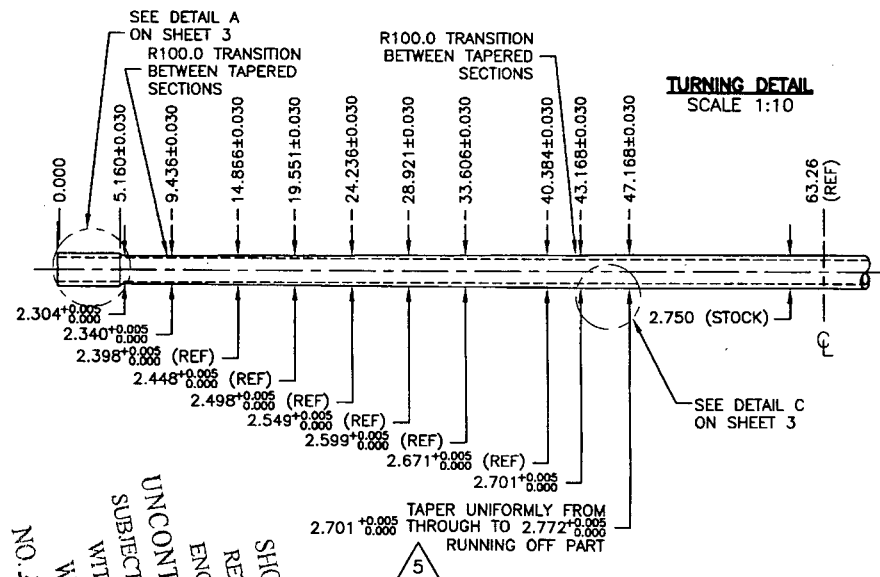 SEE DETAIL A
ON SHEET 3
R100.0 TRANSITION
BETWEEN TAPERED
SECTIONS
R100.0 TRANSITION
BETWEEN TAPERED
SECTIONS
TURNING DETAIL
SCALE 1:10
0.000
5.160±0.030
9.436±0.030
14.866±0.030
19.551±0.030
24.236±0.030
28.921±0.030
33.606±0.030
40.384±0.030
43.168±0.030
47.168±0.030
63.26
(REF)
2.304 +0.005 0.000
2.340 +0.005 0.000
2.398 +0.005 0.000 (REF)
2.448 +0.005 0.000 (REF)
2.498 +0.005 0.000 (REF)
2.549 +0.005 0.000 (REF)
2.599 +0.005 0.000 (REF)
2.671 +0.005 0.000 (REF)
2.701 +0.005 0.000
2.750 (STOCK)
SEE DETAIL C
ON SHEET 3
TAPER UNIFORMLY FROM
2.701 +0.005 0.000 THROUGH TO 2.772 +0.005 0.000
RUNNING OFF PART
5
SHO
RE
ENG
UNCONT
SUBJECT
WIT
W
NO.